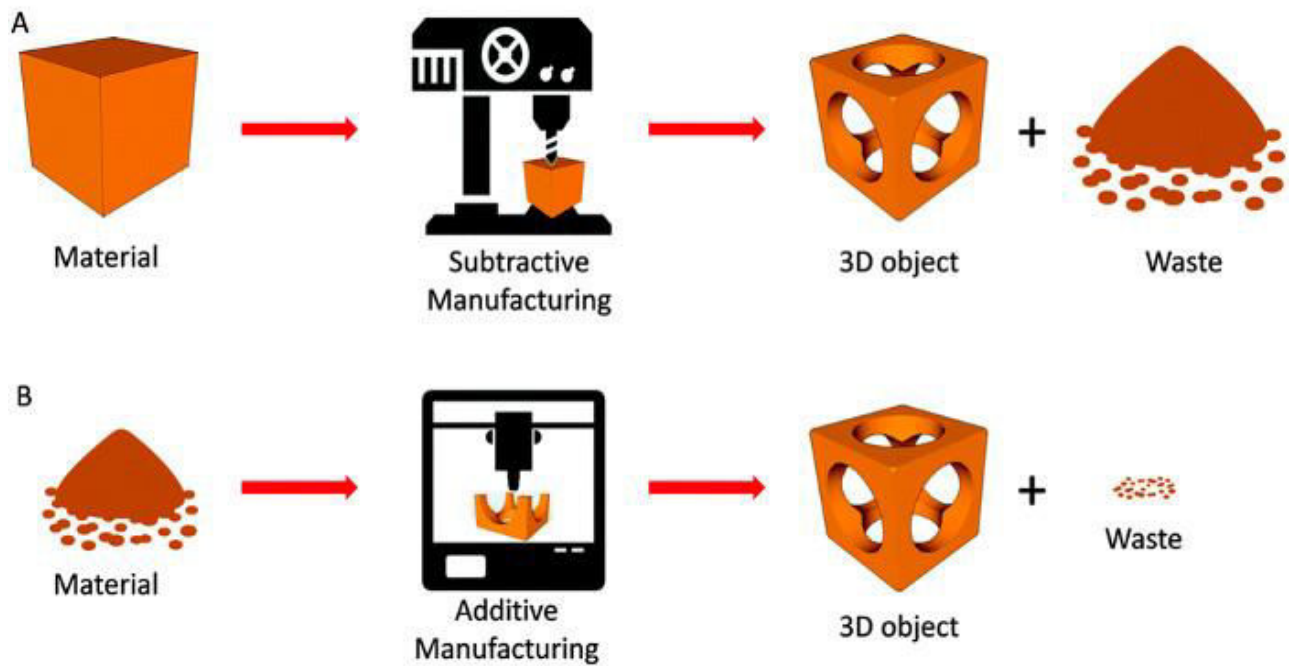 A
Material
Subtractive
Manufacturing
3D object
+
Waste
B
Material
Additive
Manufacturing
3D object
+
Waste